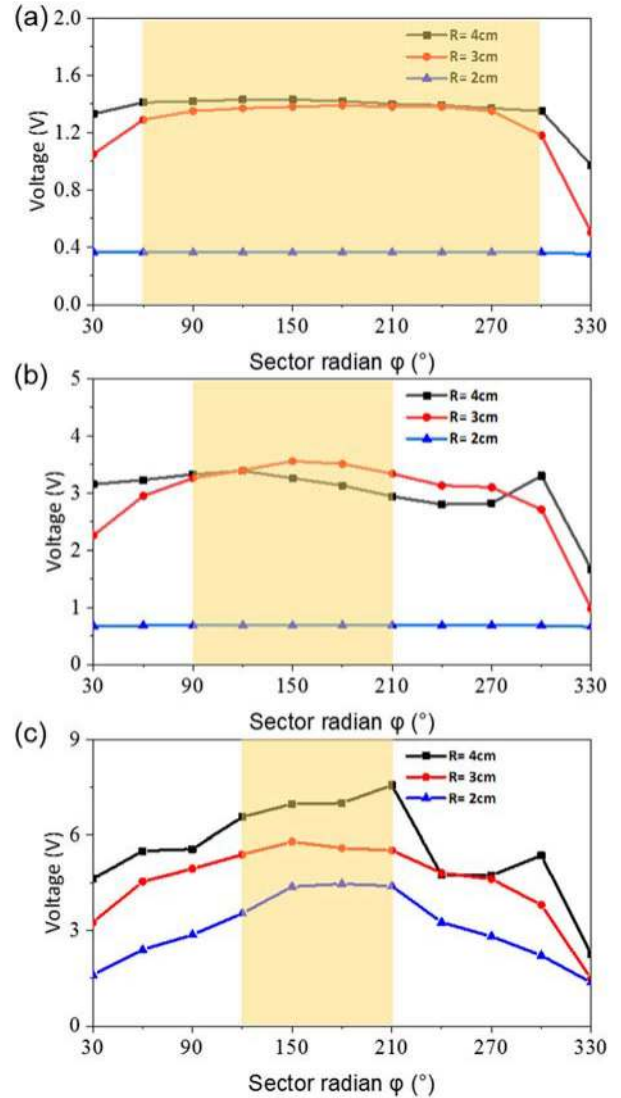 (a)
2.0
1.6
1.2
0.8
0.4
0.0
Voltage (V)
R= 4cm
R= 3cm
R= 2cm
30 90 150 210 270 330
Sector radian φ (°)
(b)
5
4
3
2
1
0
Voltage (V)
R= 4cm
R= 3cm
R= 2cm
30 90 150 210 270 330
Sector radian φ (°)
(c)
9
6
3
0
Voltage (V)
R= 4cm
R= 3cm
R= 2cm
30 90 150 210 270 330
Sector radian φ (°)